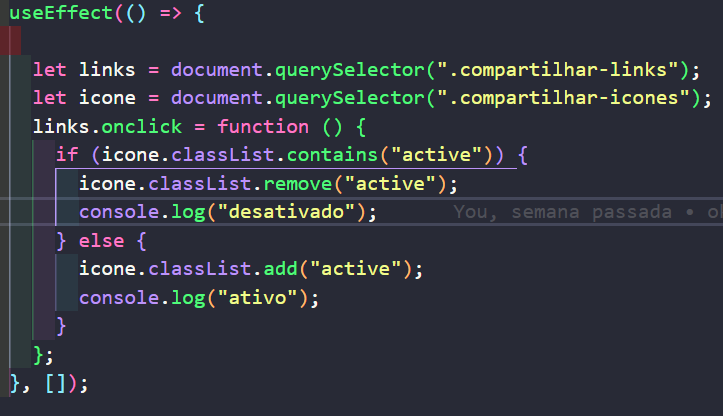 useEffect(() => {
let links = document.querySelector(".compartilhar-links");
let icone = document.querySelector(".compartilhar-icones");
links.onclick = function () {
if (icone.classList.contains("active")) {
icone.classList.remove("active");
console.log("desativado"); You, semana passada •
} else {
icone.classList.add("active");
console.log("ativo");
}
};
}, []);